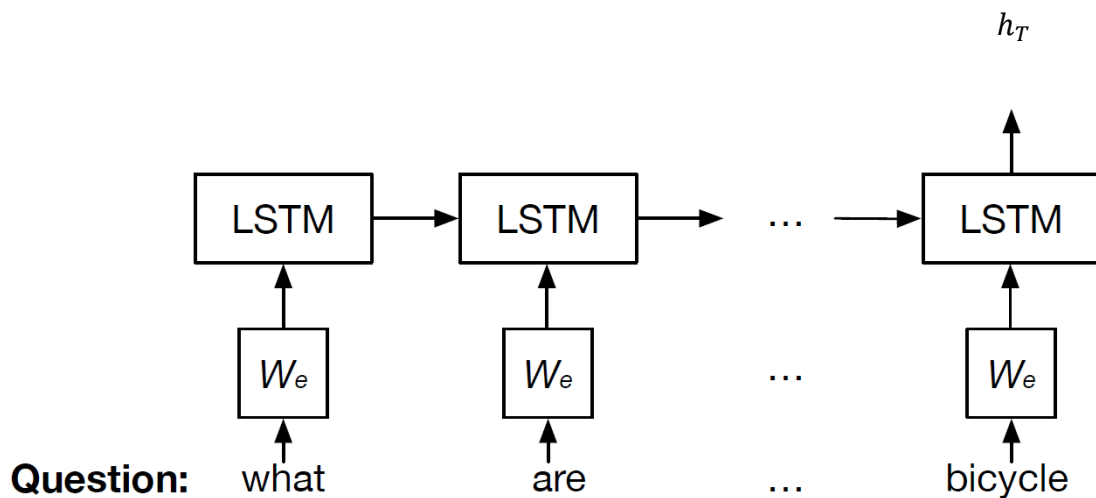 h_T
LSTM LSTM ... LSTM
W_e W_e ... W_e
Question: what are ... bicycle